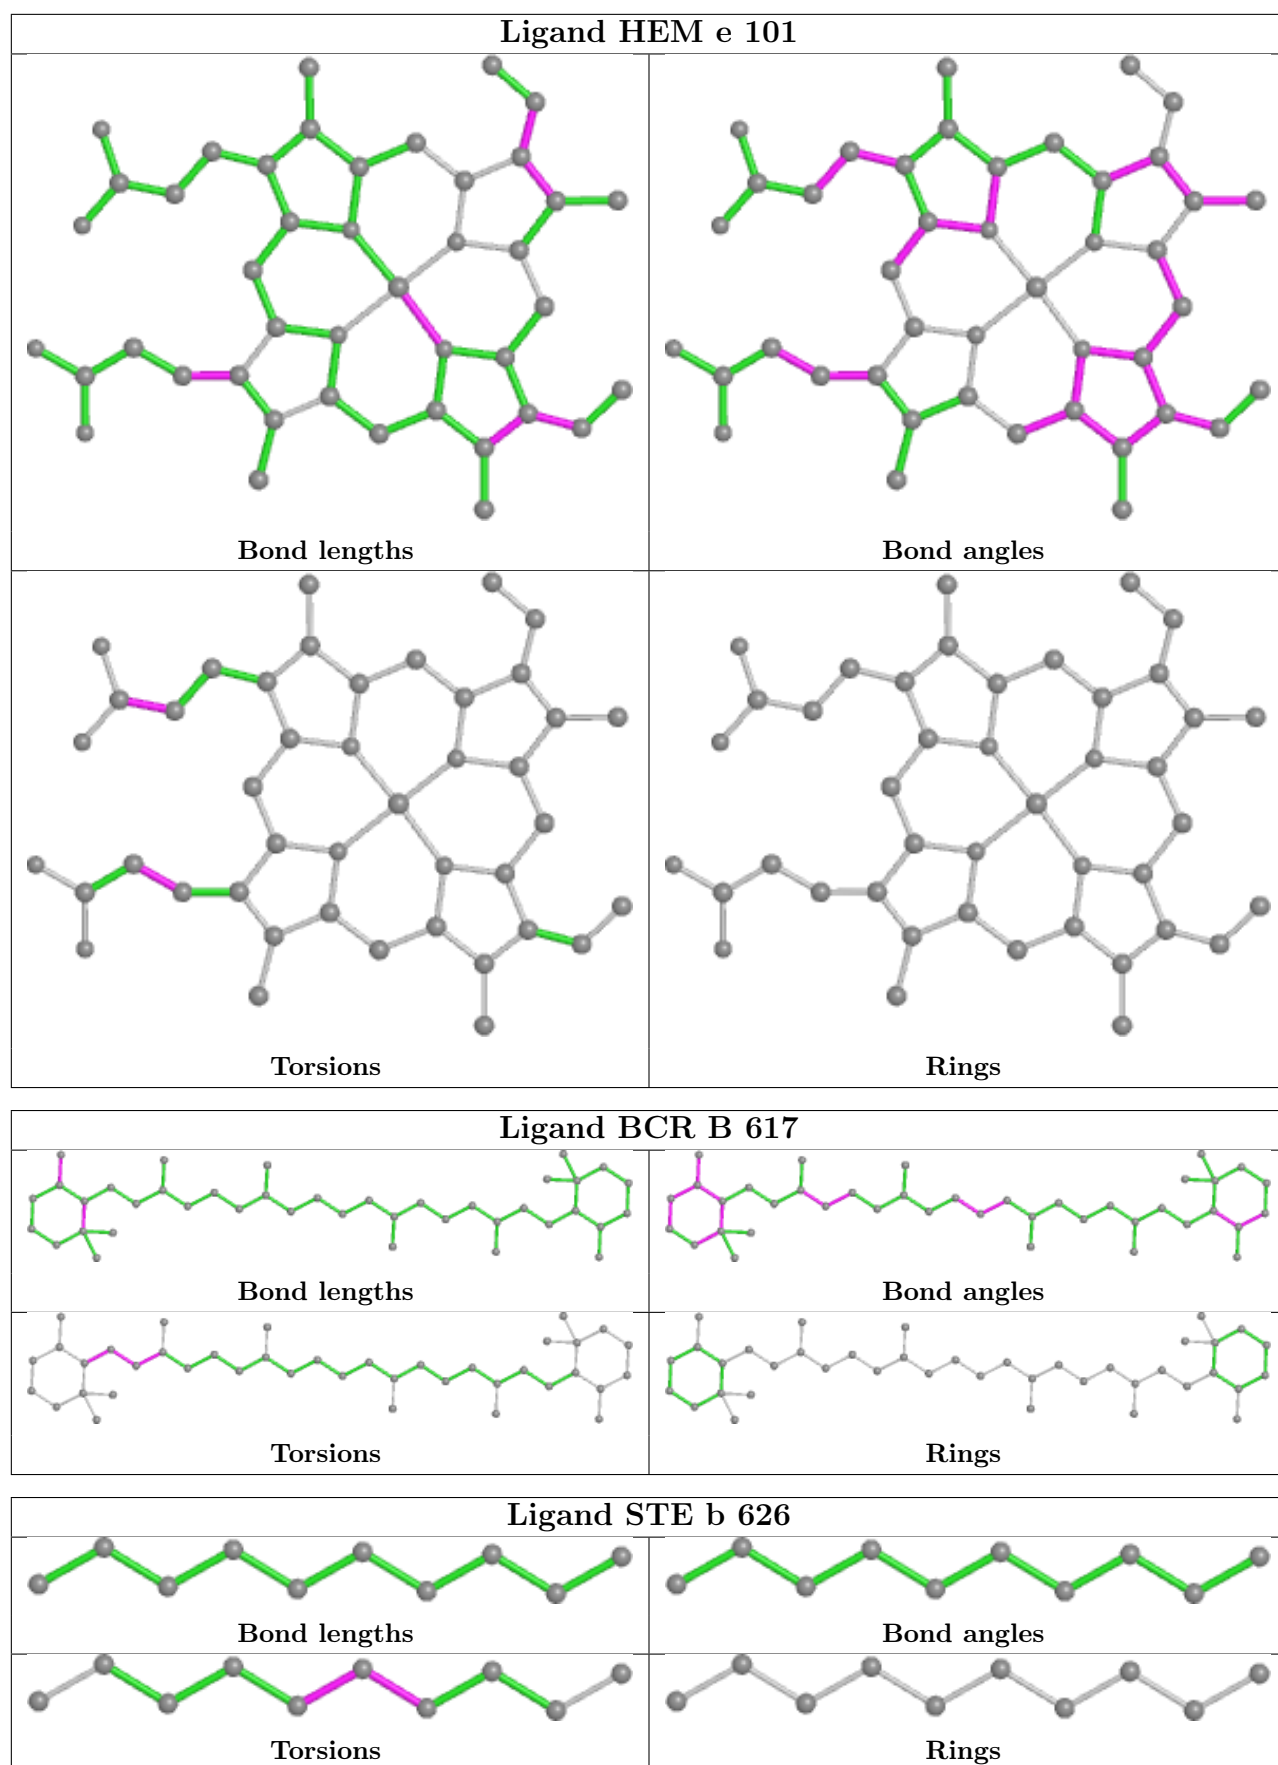 Ligand HEM e 101
Bond lengths
Bond angles
Torsions
Rings
Ligand BCR B 617
Bond lengths
Bond angles
Torsions
Rings
Ligand STE b 626
Bond lengths
Bond angles
Torsions
Rings